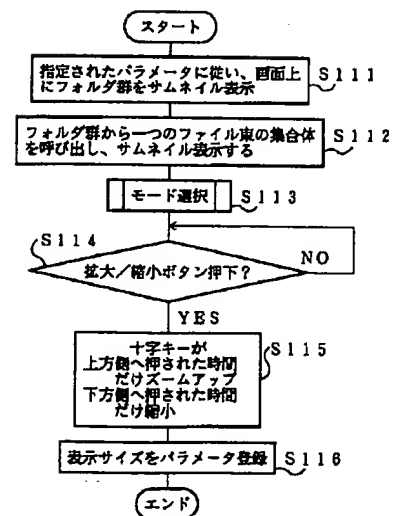 スタート
指定されたパラメータに従い、画面上
にフォルダ群をサムネイル表示
S111
フォルダ群から一つのファイル束の集合体
を呼び出し、サムネイル表示する
S112
モード選択
S113
S114
拡大／縮小ボタン押下？
NO
YES
十字キーが
上方側へ押された時間
だけズームアップ
下方側へ押された時間
だけ縮小
S115
表示サイズをパラメータ登録
S116
エンド